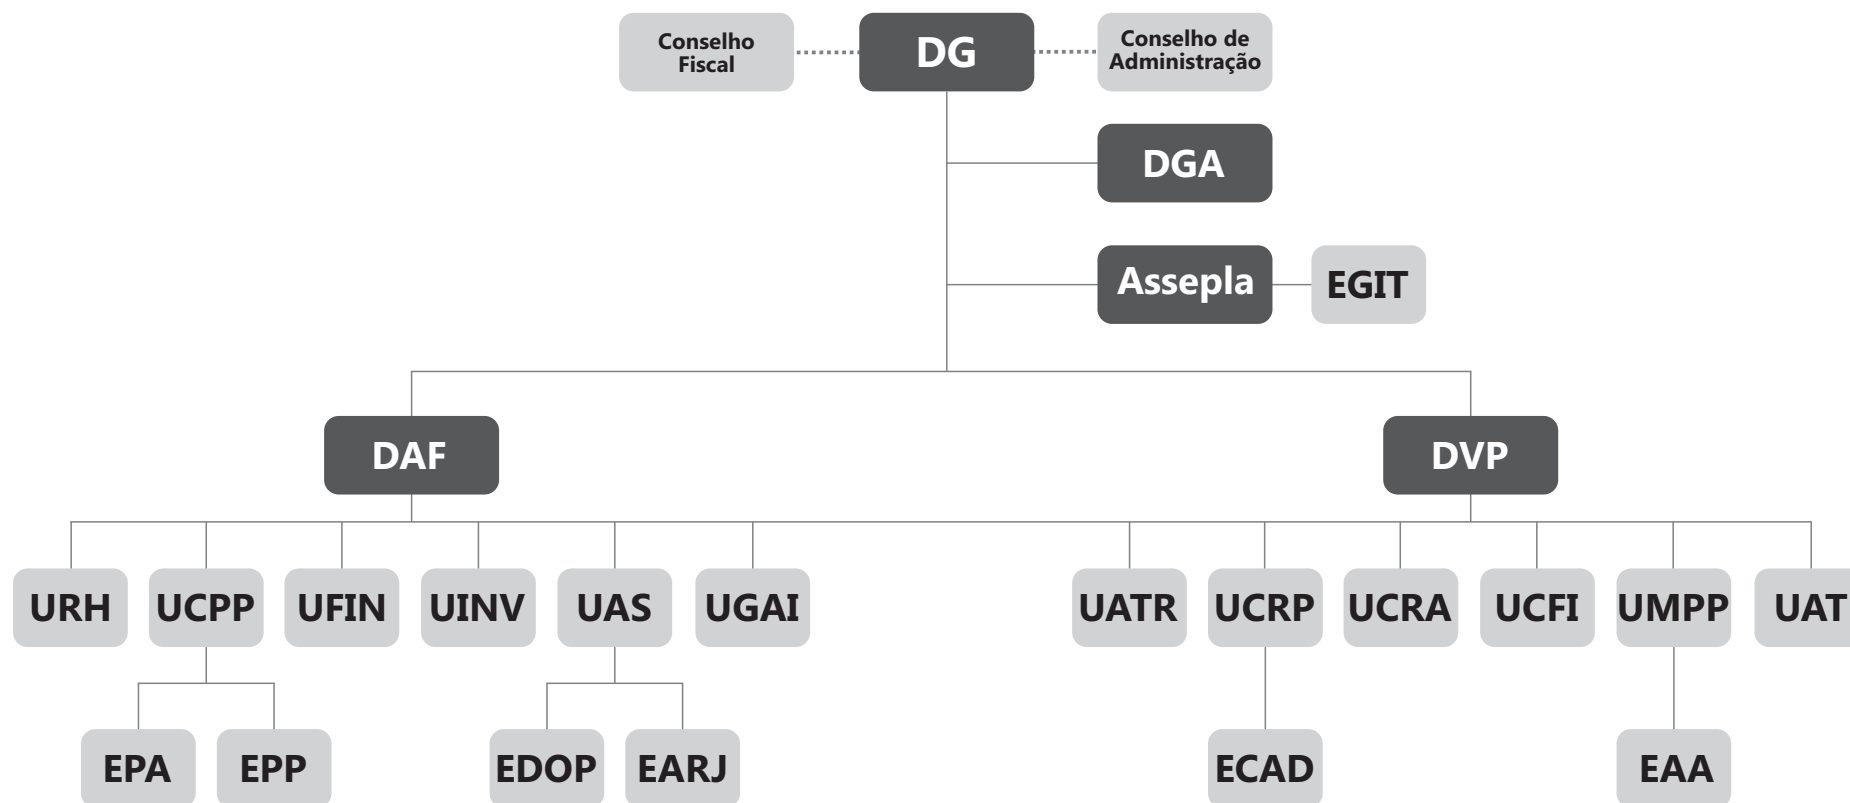 Conselho
Fiscal
DG
Conselho de
Administração
DGA
Assepla
EGIT
DAF
DVP
URH
UCPP
UFIN
UINV
UAS
UGAI
UATR
UCRP
UCRA
UCFI
UMPP
UAT
EPA
EPP
EDOP
EARJ
ECAD
EAA